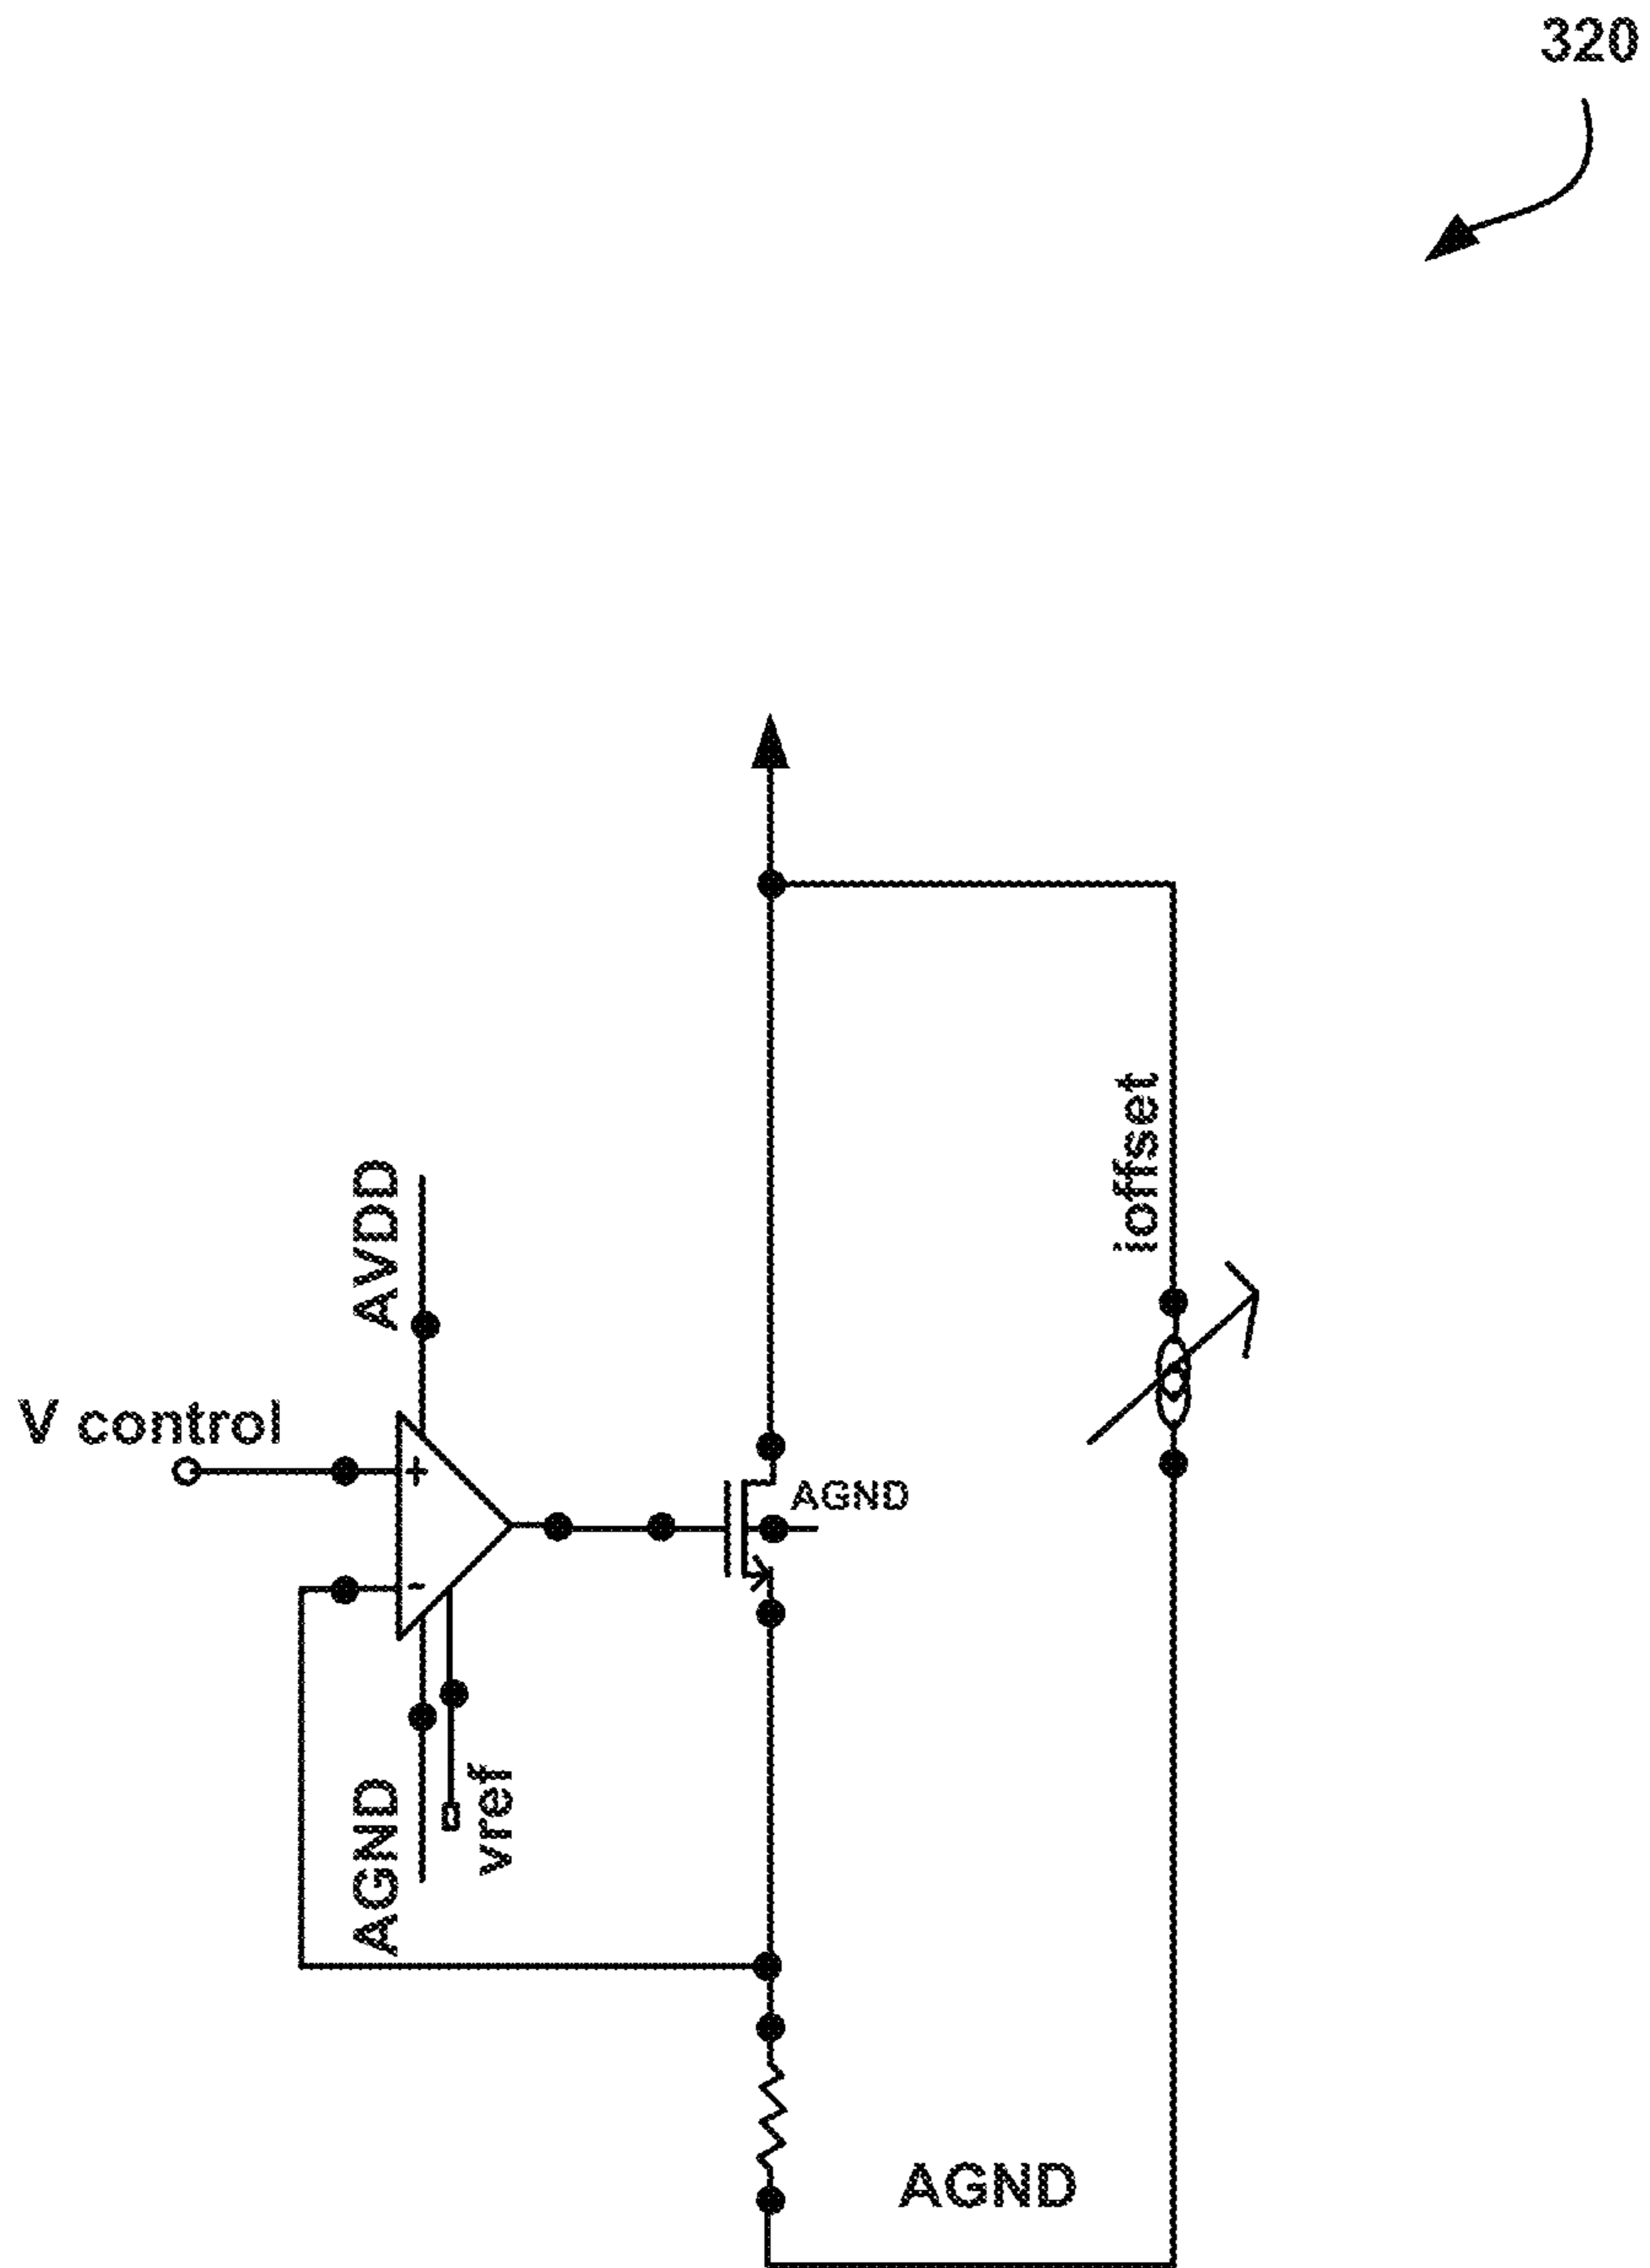 320
ioffset
AVDD
V control
+
AGND
-
AGND
vref
AGND